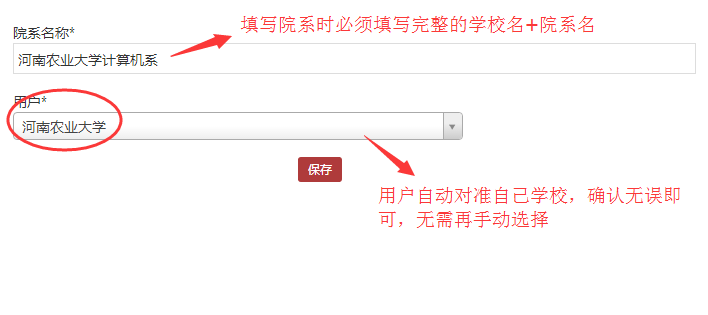 填写院系时必须填写完整的学校名+院系名
院系名称*
河南农业大学计算机系
用户*
河南农业大学
保存
用户自动对准自己学校，确认无误即
可，无需再手动选择